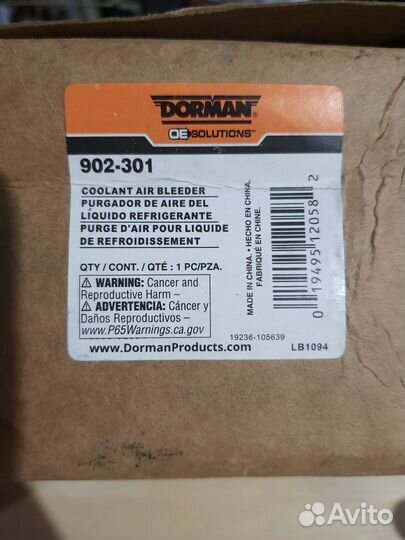 DORMAN®
OE SOLUTIONS™
902-301
COOLANT AIR BLEEDER
PURGADOR DE AIRE DEL
LÍQUIDO REFRIGERANTE
PURGE D'AIR POUR LIQUIDE
DE REFROIDISSEMENT
QTY / CONT. / QTÉ : 1 PC/PZA.
⚠ WARNING: Cancer and
Reproductive Harm –
⚠ ADVERTENCIA: Cáncer y
Daños Reproductivos –
www.P65Warnings.ca.gov
www.DormanProducts.com
MADE IN CHINA. • HECHO EN CHINA.
FABRIQUÉ EN CHINE.
0 19495 12058 2
19236-105639
LB1094
Avito